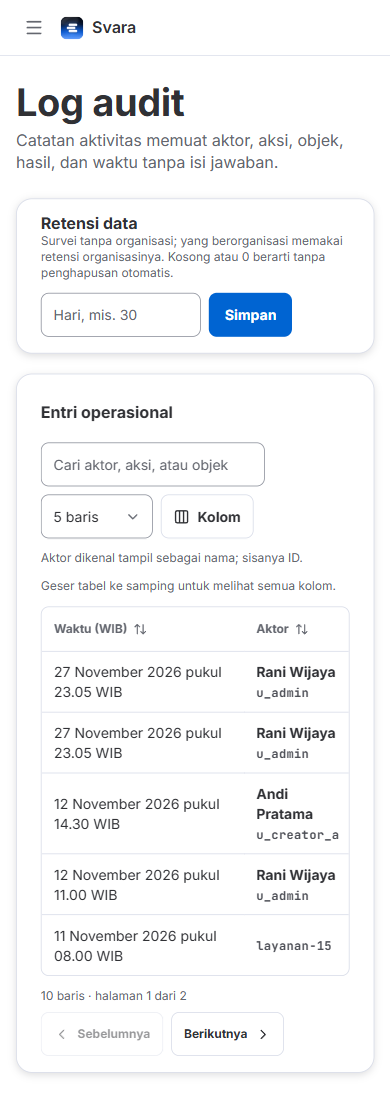 Svara
Log audit
Catatan aktivitas memuat aktor, aksi, objek,
hasil, dan waktu tanpa isi jawaban.
Retensi data
Survei tanpa organisasi; yang berorganisasi memakai
retensi organisasinya. Kosong atau 0 berarti tanpa
penghapusan otomatis.
Hari, mis. 30
Simpan
Entri operasional
Cari aktor, aksi, atau objek
5 baris
Kolom
Aktor dikenal tampil sebagai nama; sisanya ID.
Geser tabel ke samping untuk melihat semua kolom.
Waktu (WIB) Aktor
27 November 2026 pukul
23.05 WIB
Rani Wijaya
u_admin
27 November 2026 pukul
23.05 WIB
Rani Wijaya
u_admin
12 November 2026 pukul
14.30 WIB
Andi
Pratama
u_creator_a
12 November 2026 pukul
11.00 WIB
Rani Wijaya
u_admin
11 November 2026 pukul
08.00 WIB
layanan-15
10 baris · halaman 1 dari 2
Sebelumnya
Berikutnya